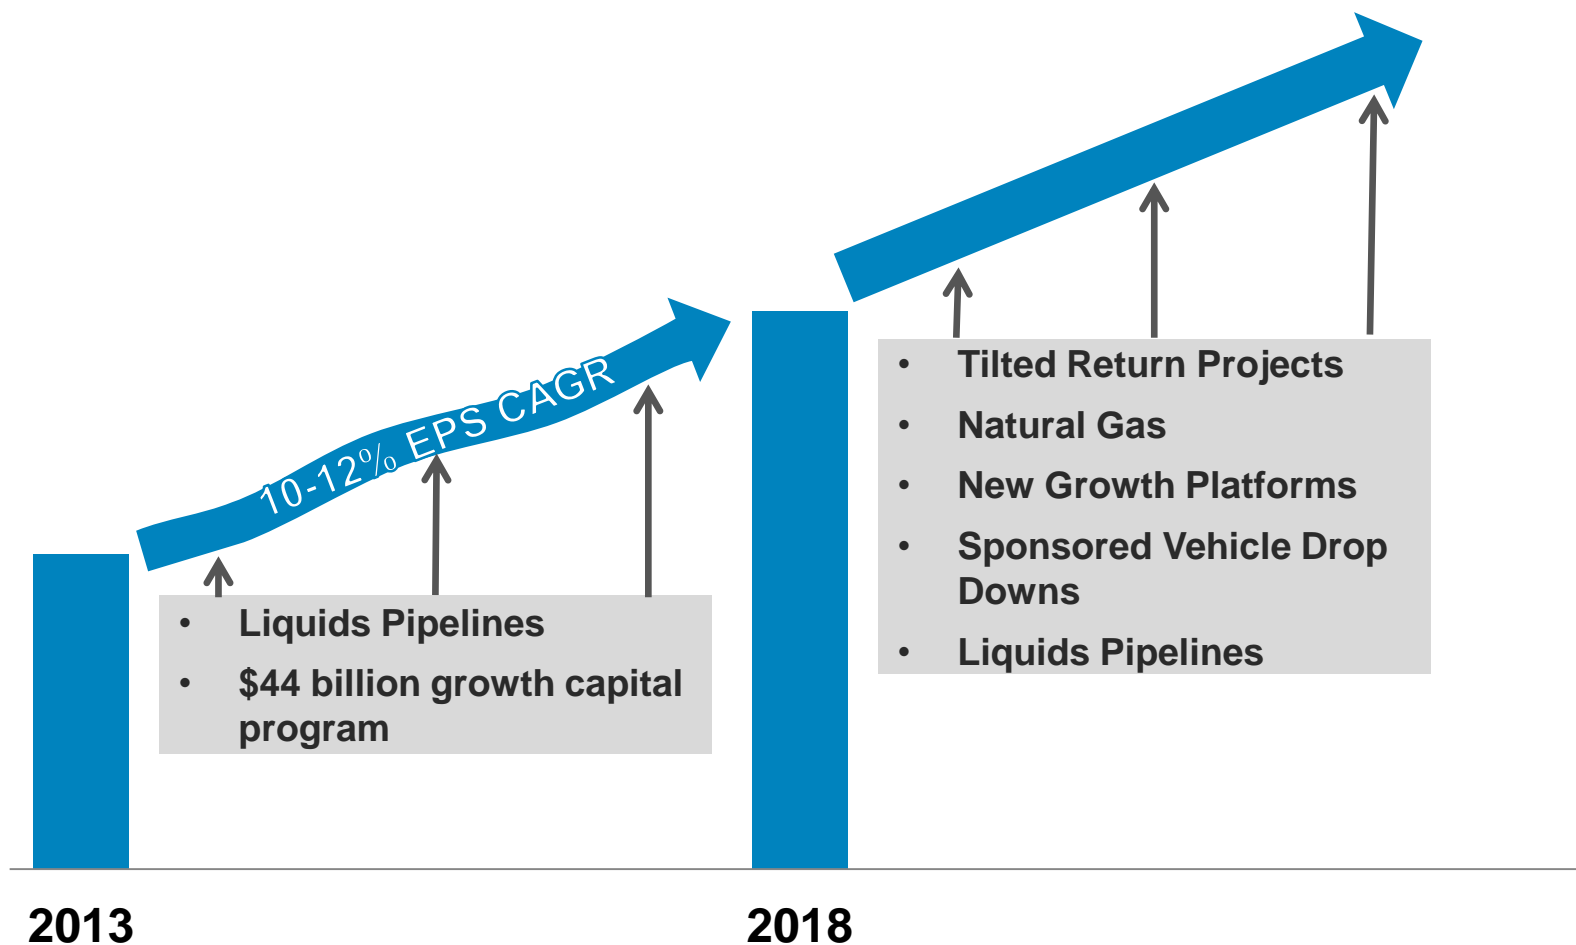 10-12% EPS CAGR
• Liquids Pipelines
• $44 billion growth capital
program
• Tilted Return Projects
• Natural Gas
• New Growth Platforms
• Sponsored Vehicle Drop
Downs
• Liquids Pipelines
2013
2018